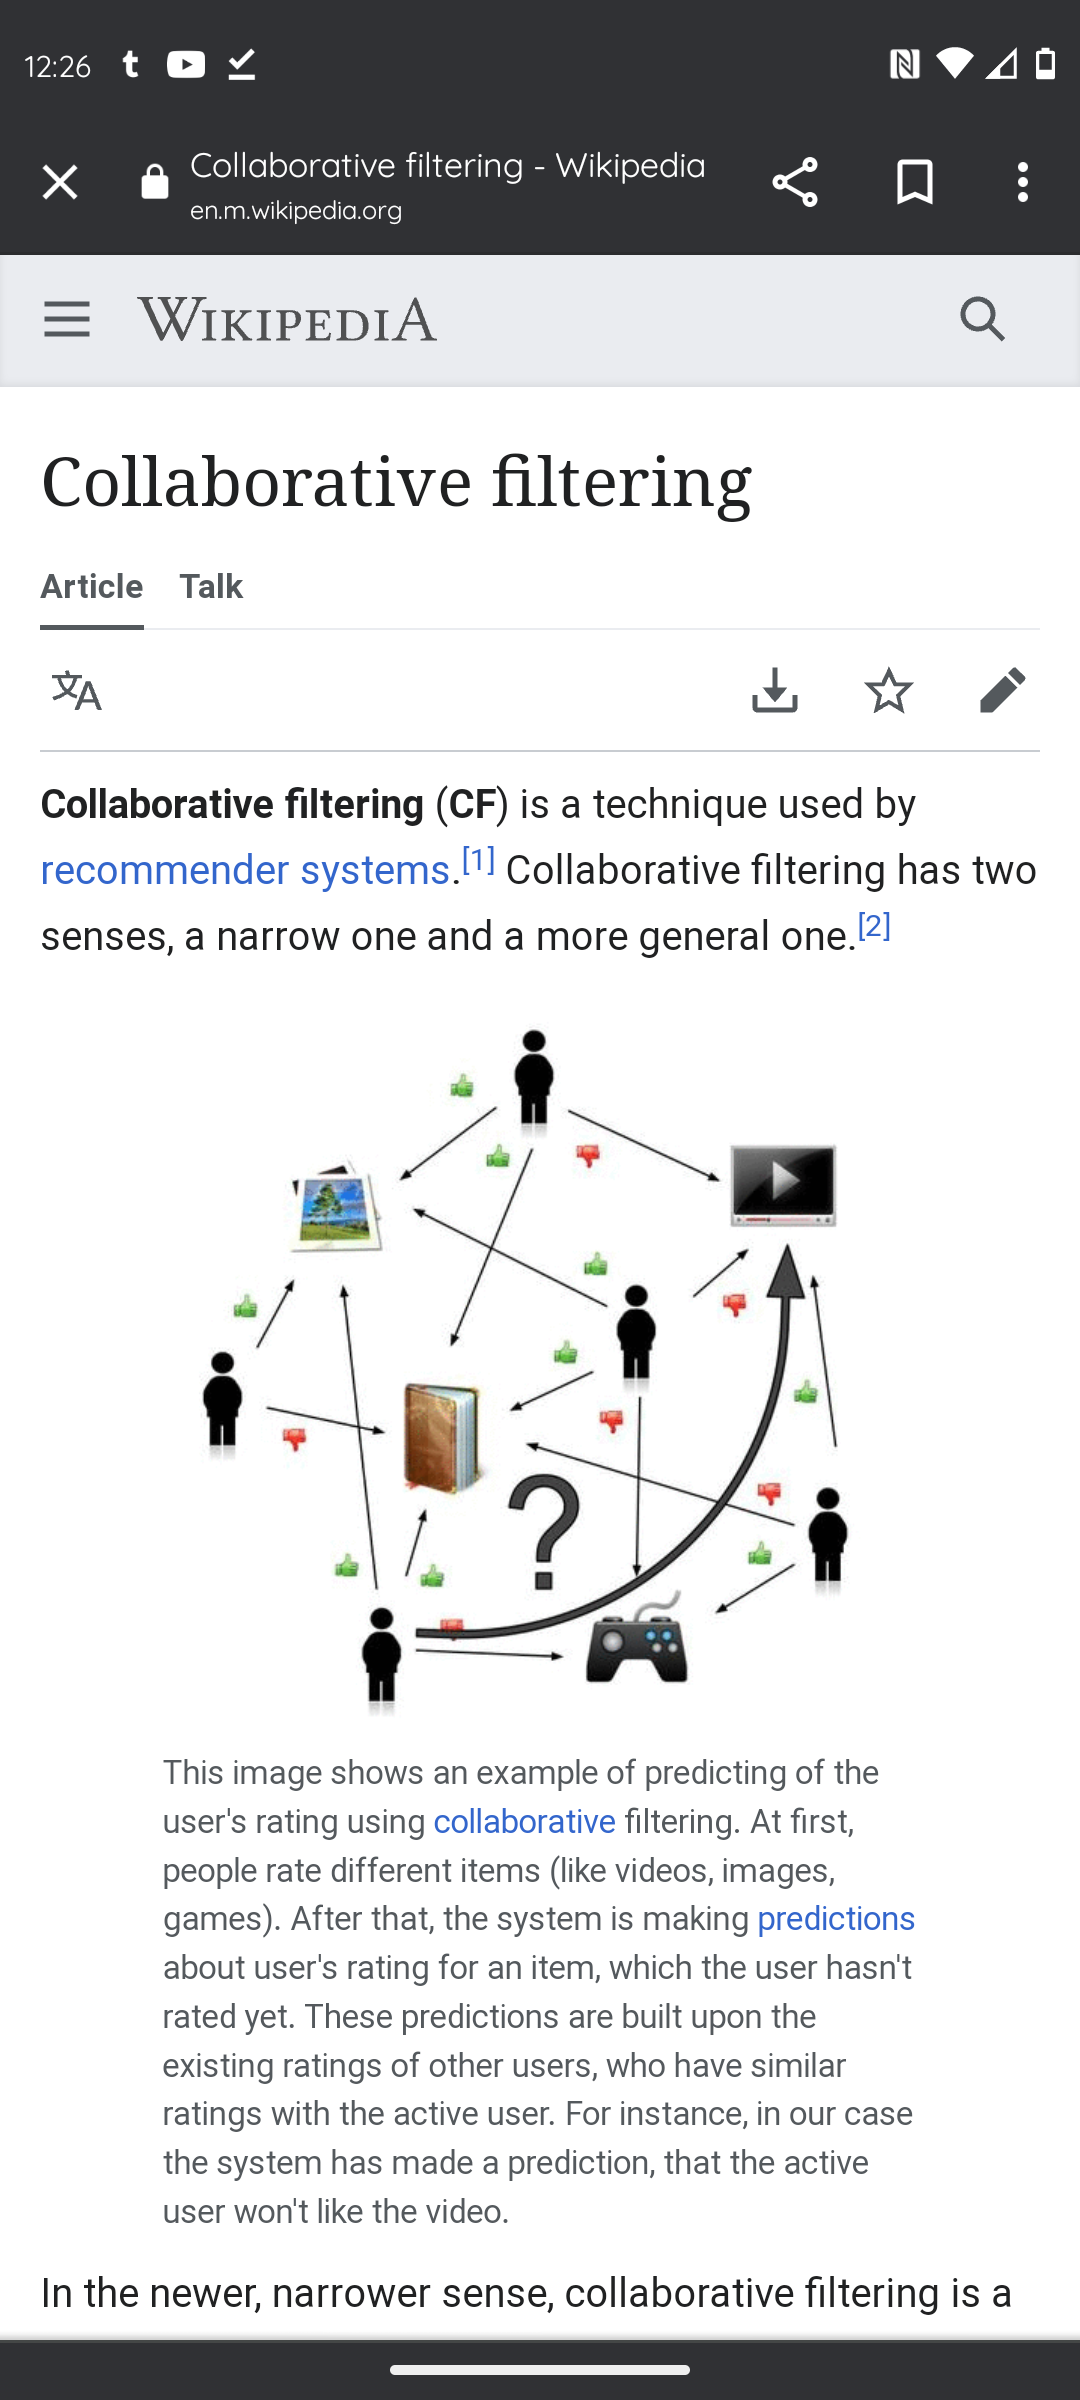 12:26
Collaborative filtering - Wikipedia
en.m.wikipedia.org
WIKIPEDIA
Collaborative filtering
Article Talk
Collaborative filtering (CF) is a technique used by
recommender systems.[1] Collaborative filtering has two
senses, a narrow one and a more general one.[2]
?
This image shows an example of predicting of the
user's rating using collaborative filtering. At first,
people rate different items (like videos, images,
games). After that, the system is making predictions
about user's rating for an item, which the user hasn't
rated yet. These predictions are built upon the
existing ratings of other users, who have similar
ratings with the active user. For instance, in our case
the system has made a prediction, that the active
user won't like the video.
In the newer, narrower sense, collaborative filtering is a